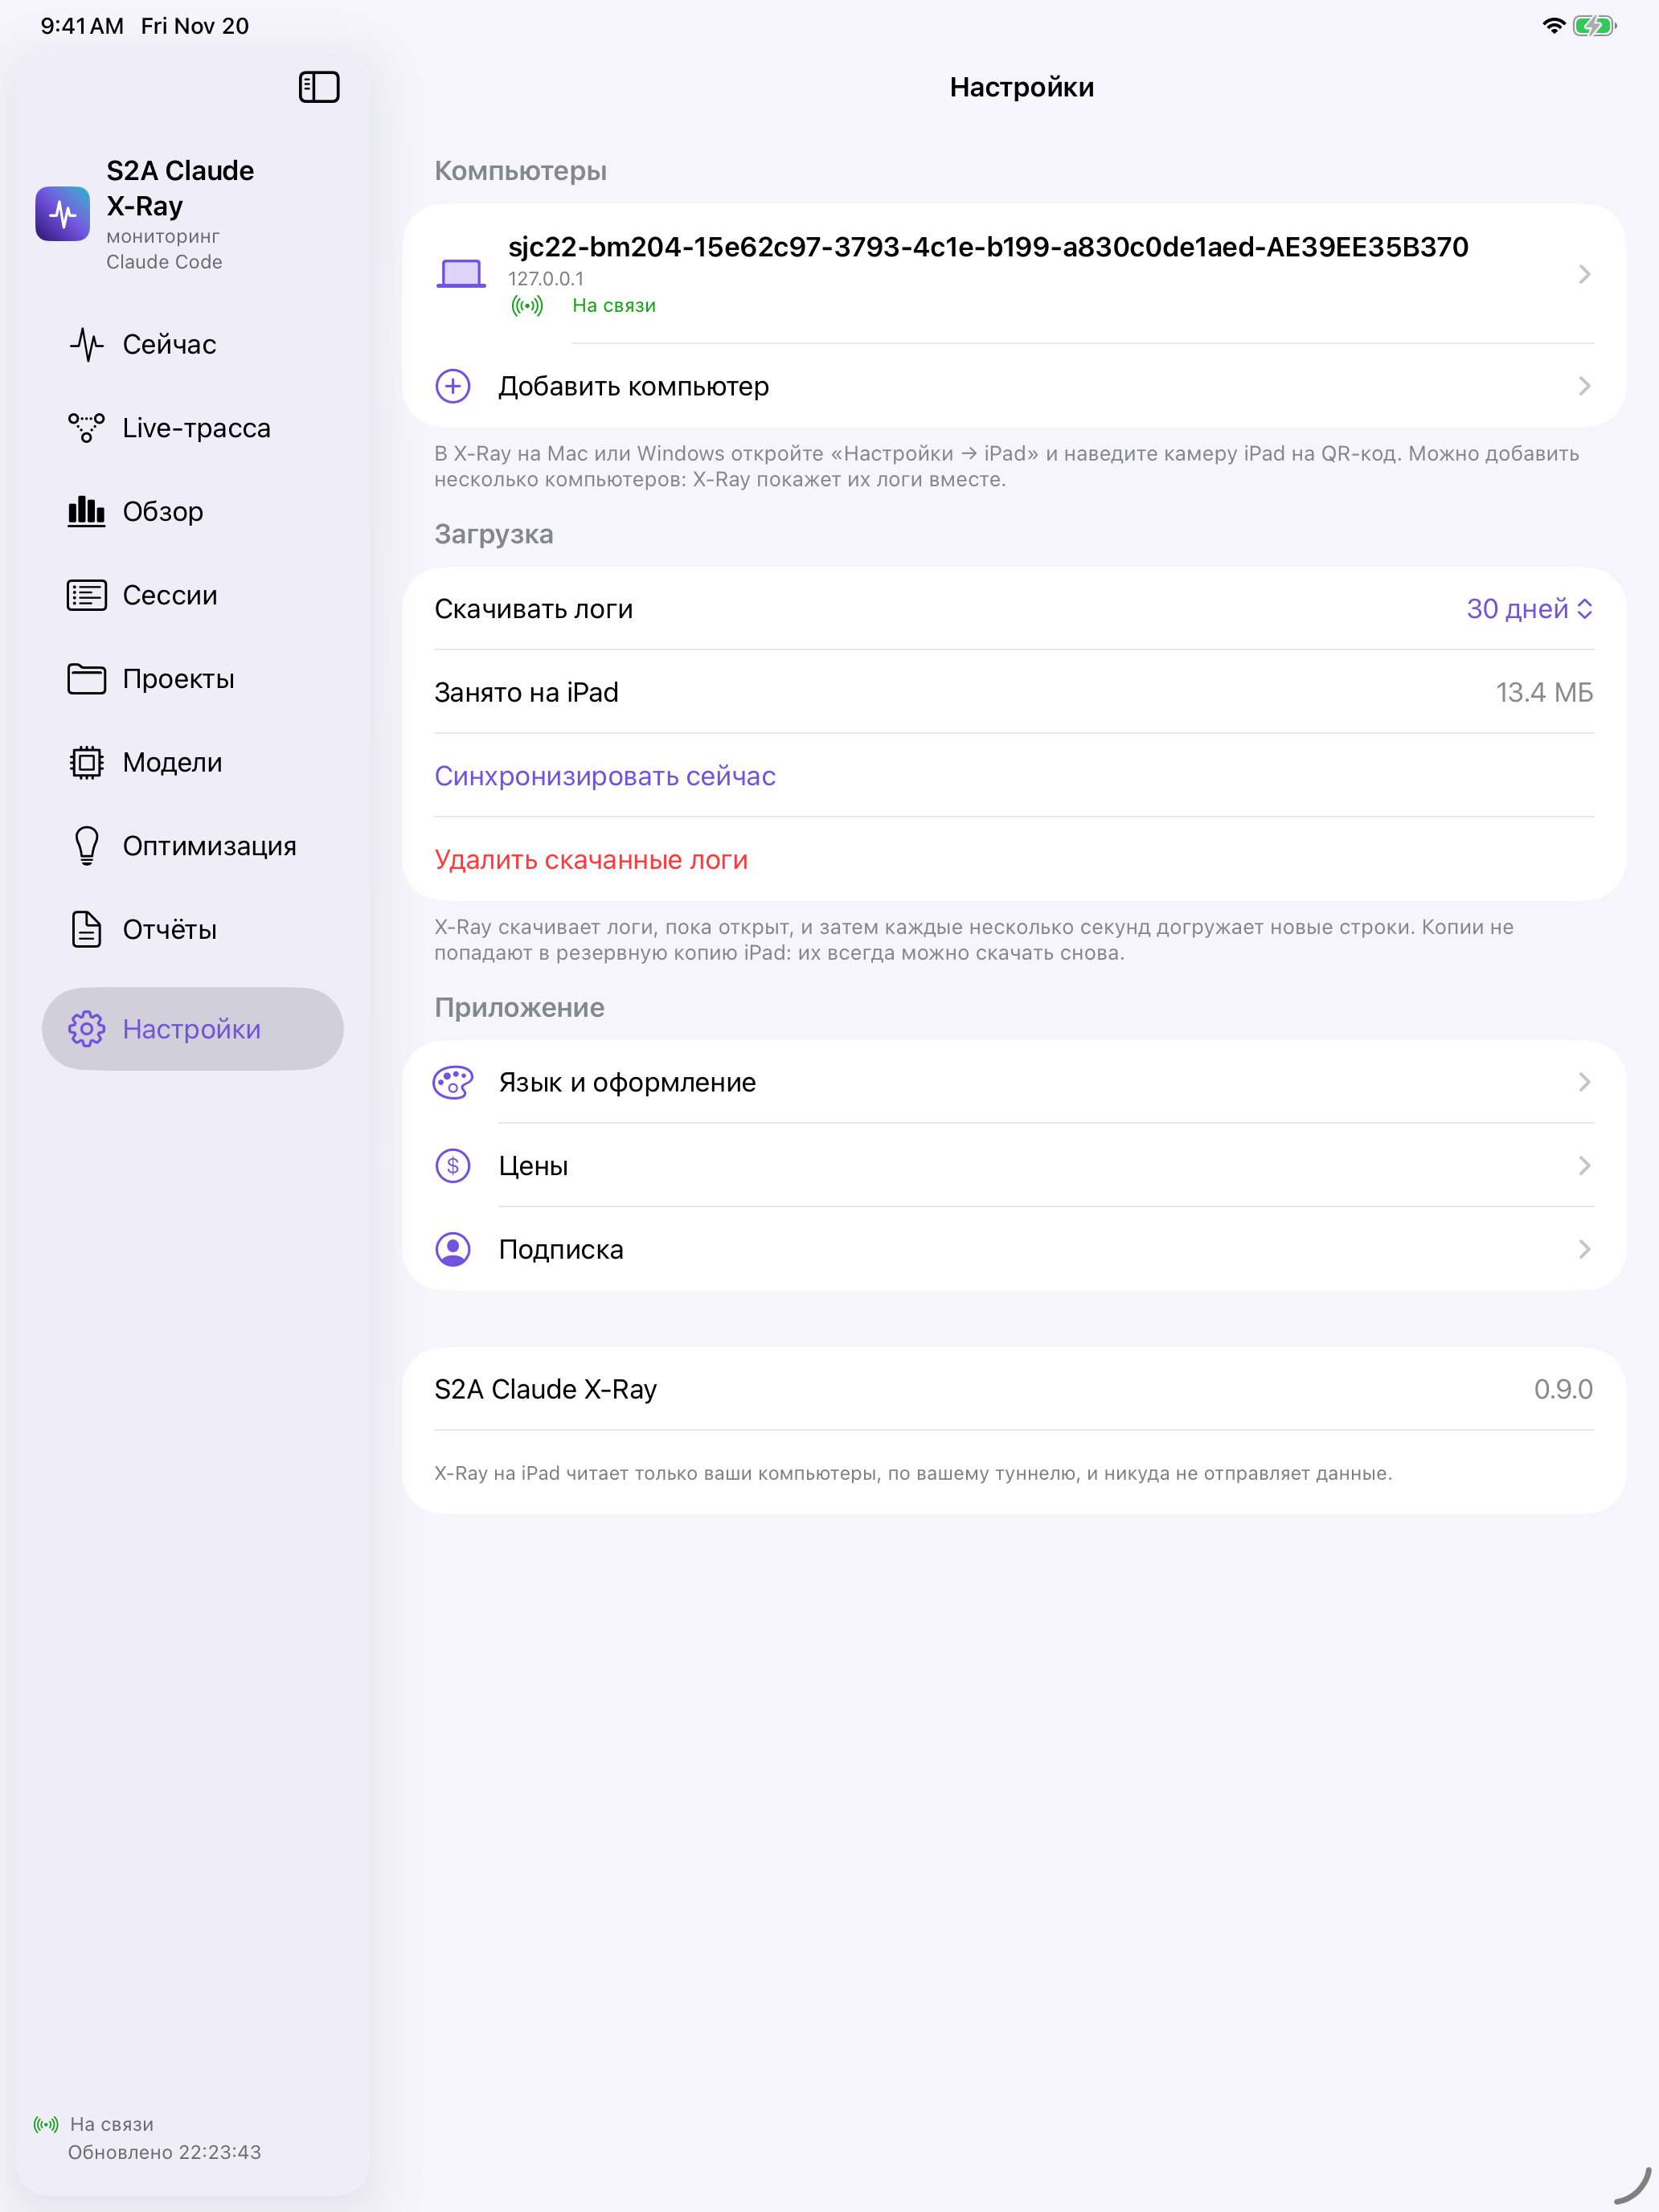 9:41 AM Fri Nov 20
S2A Claude
X-Ray
мониторинг
Claude Code
Сейчас
Live-трасса
Обзор
Сессии
Проекты
Модели
Оптимизация
Отчёты
Настройки
На связи
Обновлено 22:23:43
Настройки
Компьютеры
sjc22-bm204-15e62c97-3793-4c1e-b199-a830c0de1aed-AE39EE35B370
127.0.0.1
На связи
Добавить компьютер
В X-Ray на Mac или Windows откройте «Настройки → iPad» и наведите камеру iPad на QR-код. Можно добавить
несколько компьютеров: X-Ray покажет их логи вместе.
Загрузка
Скачивать логи 30 дней
Занято на iPad 13.4 МБ
Синхронизировать сейчас
Удалить скачанные логи
X-Ray скачивает логи, пока открыт, и затем каждые несколько секунд догружает новые строки. Копии не
попадают в резервную копию iPad: их всегда можно скачать снова.
Приложение
Язык и оформление
$ Цены
Подписка
S2A Claude X-Ray 0.9.0
X-Ray на iPad читает только ваши компьютеры, по вашему туннелю, и никуда не отправляет данные.